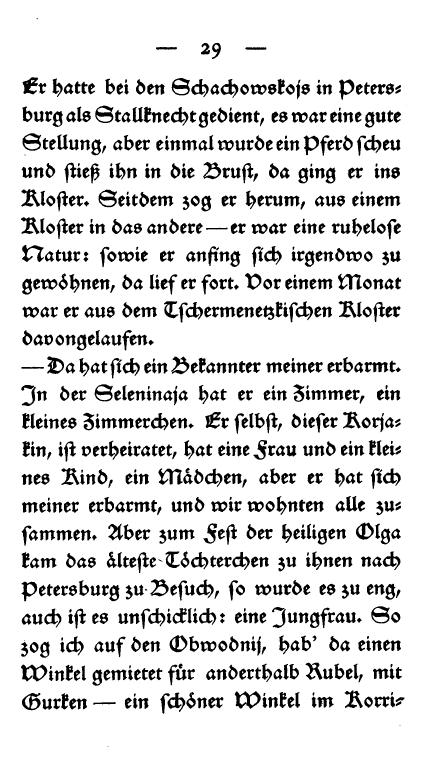 — 29 —
Er hatte bei den Schachowskojs in Peters-
burg als Stallknecht gedient, es war eine gute
Stellung, aber einmal wurde ein Pferd scheu
und stieß ihn in die Brust, da ging er ins
Kloster. Seitdem zog er herum, aus einem
Kloster in das andere — er war eine ruhelose
Natur: sowie er anfing sich irgendwo zu
gewöhnen, da lief er fort. Vor einem Monat
war er aus dem Tschermenetzkischen Kloster
davongelaufen.
— Da hat sich ein Bekannter meiner erbarmt.
In der Seleninaja hat er ein Zimmer, ein
kleines Zimmerchen. Er selbst, dieser Korja-
kin, ist verheiratet, hat eine Frau und ein klei-
nes Kind, ein Mädchen, aber er hat sich
meiner erbarmt, und wir wohnten alle zu-
sammen. Aber zum Fest der heiligen Olga
kam das älteste Töchterchen zu ihnen nach
Petersburg zu Besuch, so wurde es zu eng,
auch ist es unschicklich: eine Jungfrau. So
zog ich auf den Obwodnij, hab' da einen
Winkel gemietet für anderthalb Rubel, mit
Gurken — ein schöner Winkel im Korri-